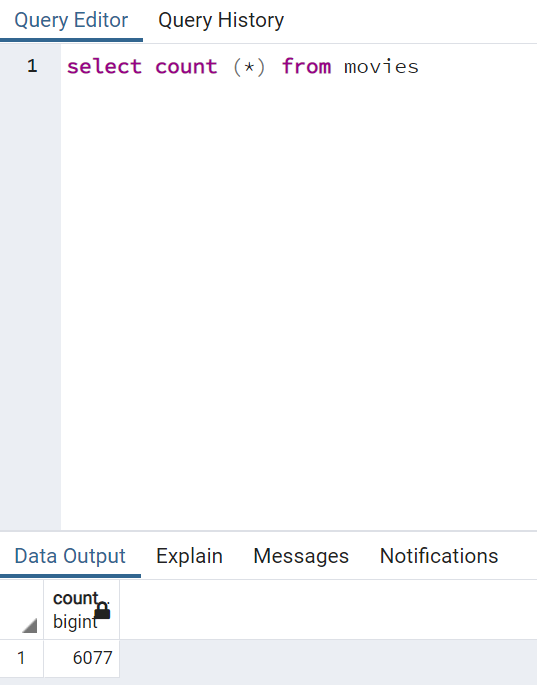 Query Editor Query History
1 select count (*) from movies
Data Output Explain Messages Notifications
count
bigint
1 6077